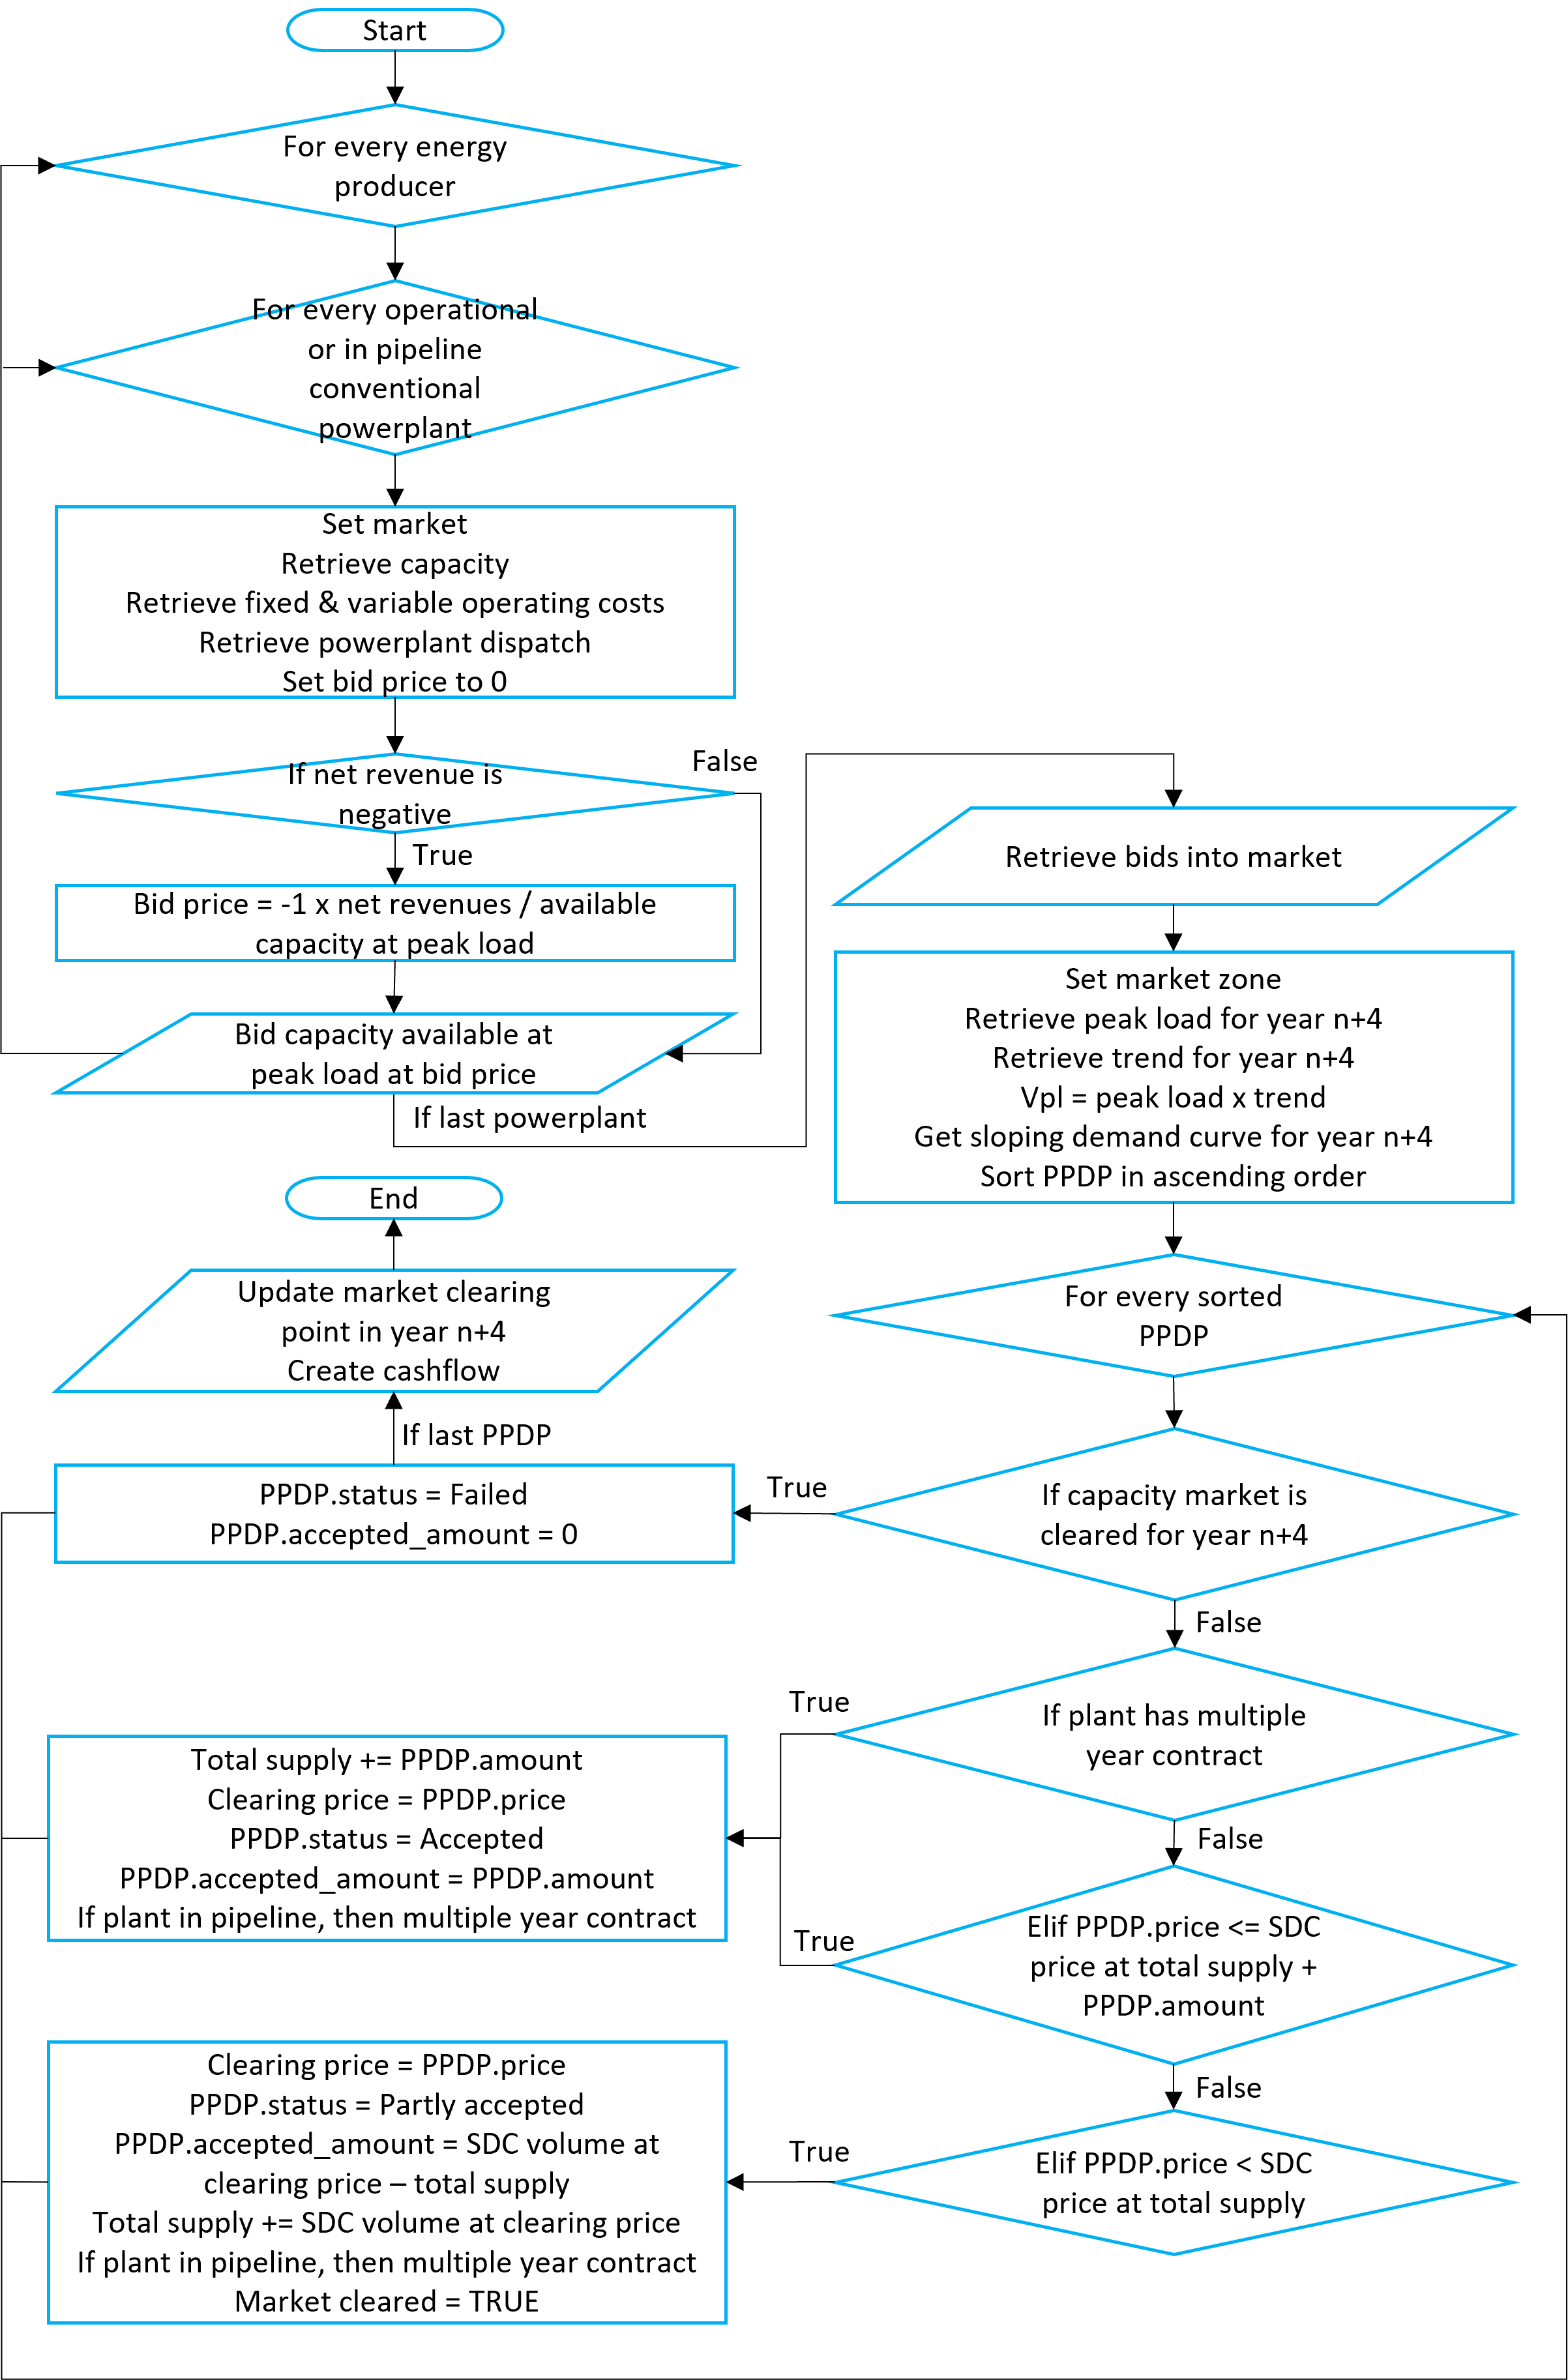 Start
For every energy
producer
For every operational
or in pipeline
conventional
powerplant
Set market
Retrieve capacity
Retrieve fixed & variable operating costs
Retrieve powerplant dispatch
Set bid price to 0
If net revenue is
negative
False
True
Bid price = -1 x net revenues / available
capacity at peak load
Bid capacity available at
peak load at bid price
If last powerplant
Retrieve bids into market
Set market zone
Retrieve peak load for year n+4
Retrieve trend for year n+4
Vpl = peak load x trend
Get sloping demand curve for year n+4
Sort PPDP in ascending order
For every sorted
PPDP
If capacity market is
cleared for year n+4
True
PPDP.status = Failed
PPDP.accepted_amount = 0
If last PPDP
Update market clearing
point in year n+4
Create cashflow
End
False
If plant has multiple
year contract
True
Total supply += PPDP.amount
Clearing price = PPDP.price
PPDP.status = Accepted
PPDP.accepted_amount = PPDP.amount
If plant in pipeline, then multiple year contract
False
Elif PPDP.price <= SDC
price at total supply +
PPDP.amount
True
False
Elif PPDP.price < SDC
price at total supply
True
Clearing price = PPDP.price
PPDP.status = Partly accepted
PPDP.accepted_amount = SDC volume at
clearing price – total supply
Total supply += SDC volume at clearing price
If plant in pipeline, then multiple year contract
Market cleared = TRUE